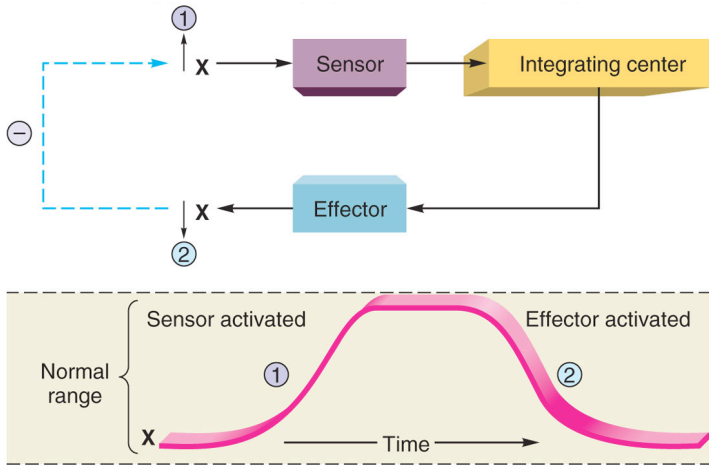 1
X
Sensor
Integrating center
−
X
Effector
2
Sensor activated
Effector activated
1
2
Normal
range
X
Time